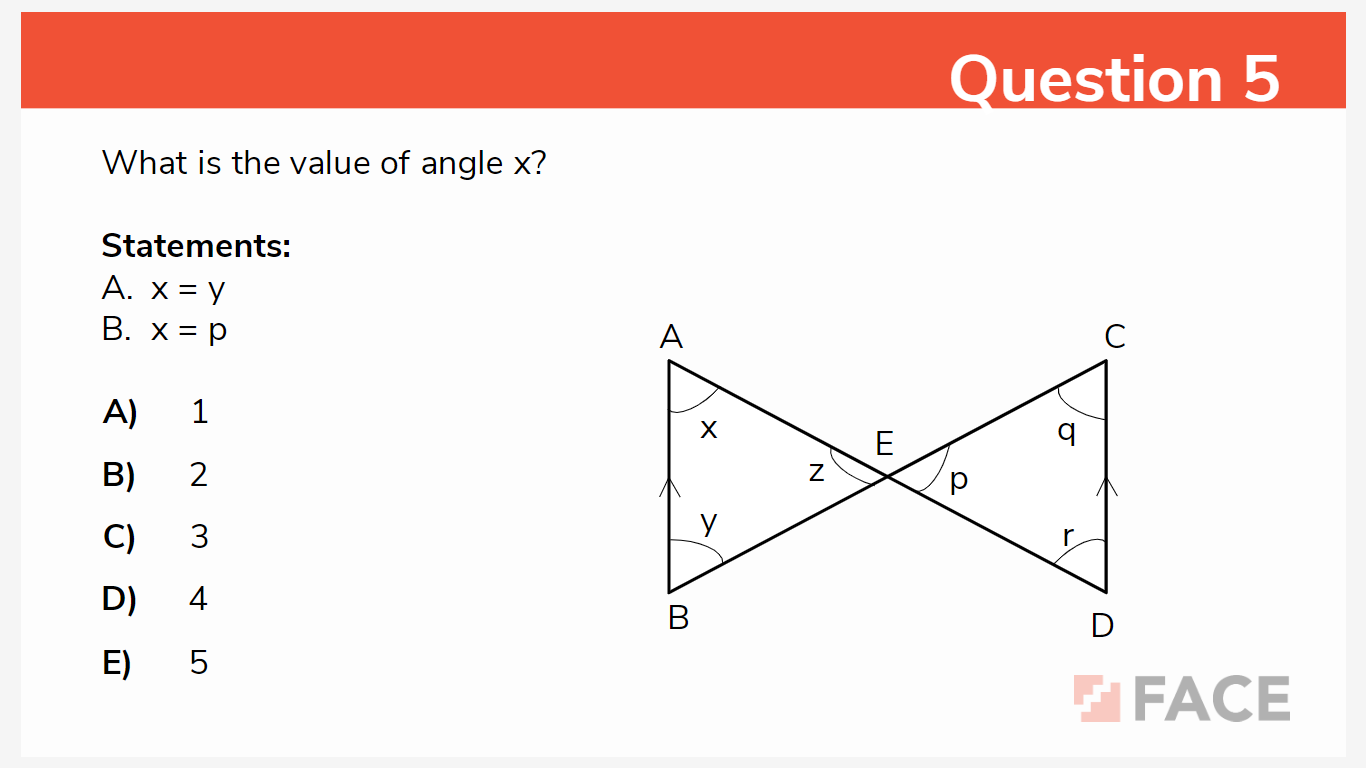 Question 5
What is the value of angle x?
Statements:
A. x = y
B. x = p
A) 1
B) 2
C) 3
D) 4
E) 5
A
C
E
x
q
z
p
y
r
B
D
FACE